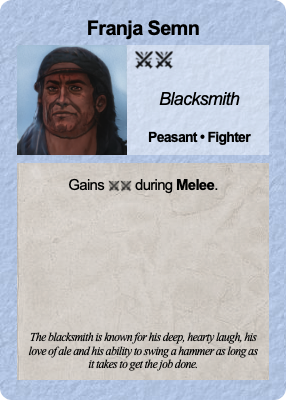 Franja Semn
Blacksmith
Peasant • Fighter
Gains during Melee.
The blacksmith is known for his deep, hearty laugh, his
love of ale and his ability to swing a hammer as long as
it takes to get the job done.